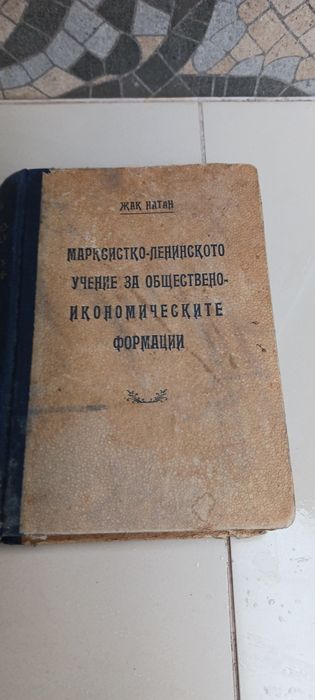 ЖАК НАТАН
МАРКСИСТКО-ЛЕНИНСКОТО
УЧЕНИЕ ЗА ОБЩЕСТВЕНО-
ИКОНОМИЧЕСКИТЕ
ФОРМАЦИИ